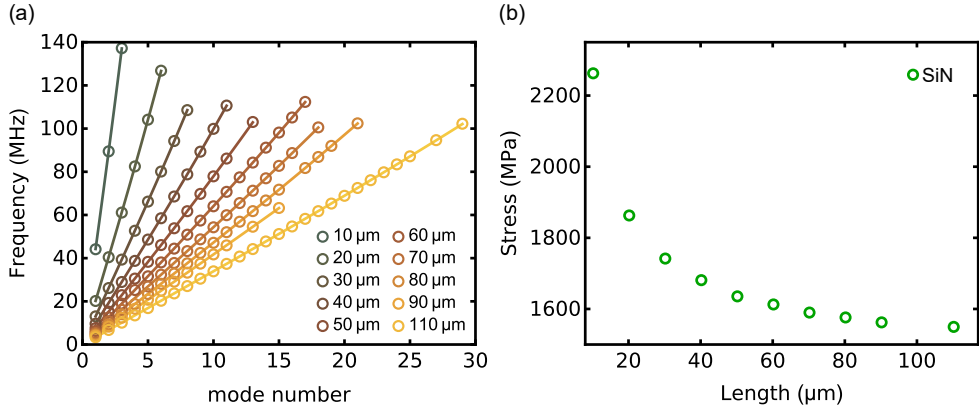 (a)
140
120
100
80
60
40
20
0
Frequency (MHz)
0 5 10 15 20 25 30
mode number
10 µm 60 µm
20 µm 70 µm
30 µm 80 µm
40 µm 90 µm
50 µm 110 µm
(b)
2200
2000
1800
1600
Stress (MPa)
20 40 60 80 100
Length (µm)
SiN